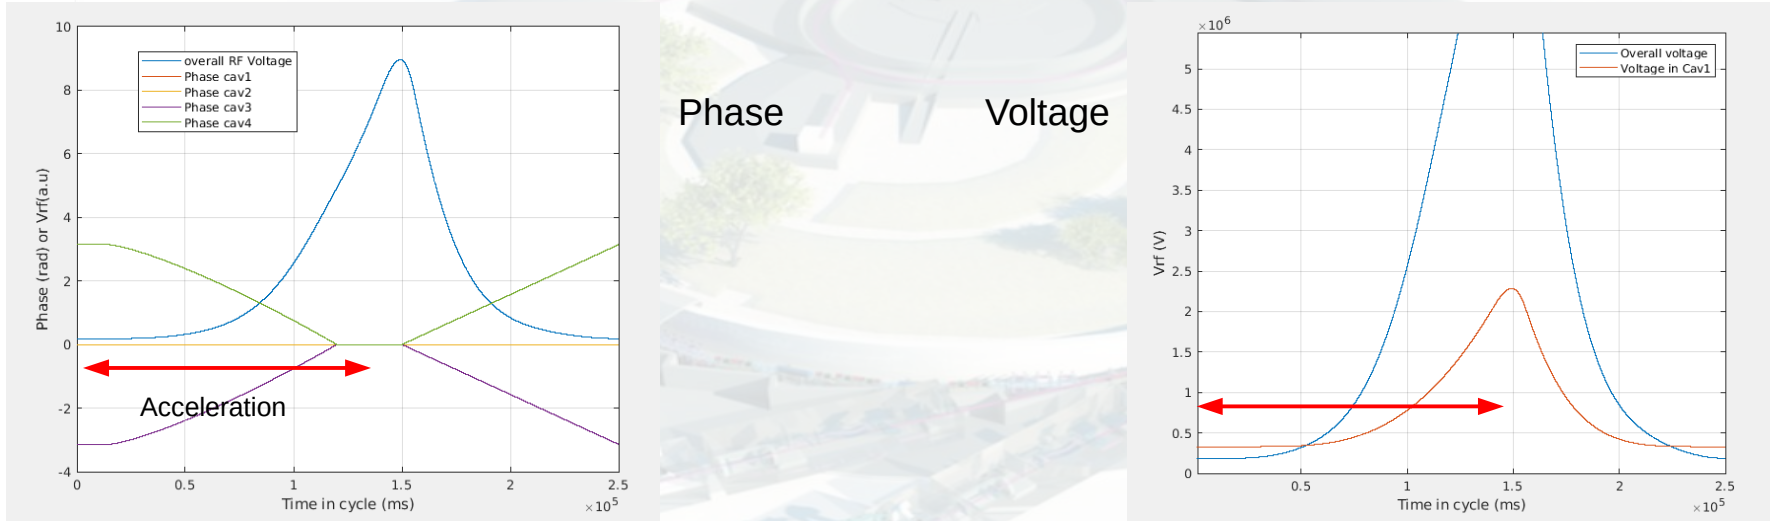 10
8
6
4
2
0
-2
-4
Phase (rad) or Vrf(a.u)
overall RF Voltage
Phase cav1
Phase cav2
Phase cav3
Phase cav4
Acceleration
0 0.5 1 1.5 2 2.5
Time in cycle (ms)
×10⁵
Phase
Voltage
×10⁶
5
4.5
4
3.5
3
2.5
2
1.5
1
0.5
0
Vrf (V)
Overall voltage
Voltage in Cav1
0.5 1 1.5 2 2.5
Time in cycle (ms)
×10⁵